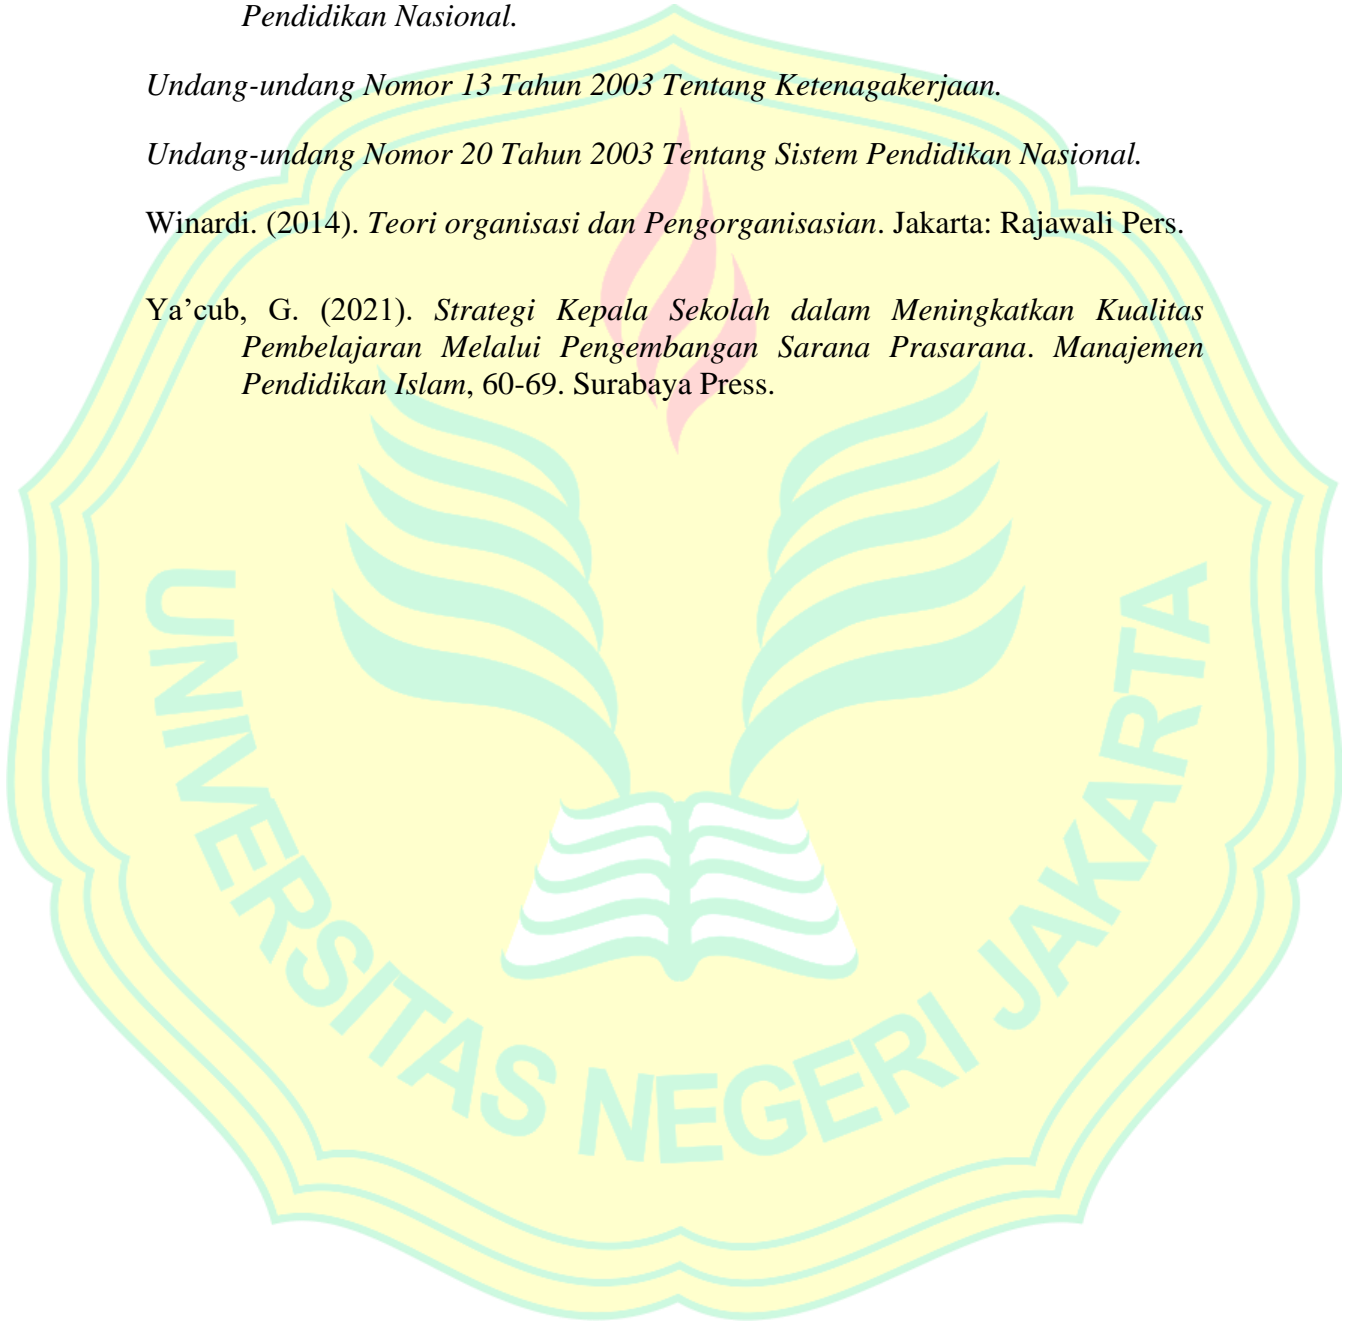 Pendidikan Nasional.
Undang-undang Nomor 13 Tahun 2003 Tentang Ketenagakerjaan.
Undang-undang Nomor 20 Tahun 2003 Tentang Sistem Pendidikan Nasional.
Winardi. (2014). Teori organisasi dan Pengorganisasian. Jakarta: Rajawali Pers.
Ya’cub, G. (2021). Strategi Kepala Sekolah dalam Meningkatkan Kualitas
Pembelajaran Melalui Pengembangan Sarana Prasarana. Manajemen
Pendidikan Islam, 60-69. Surabaya Press.
UNIVERSITAS NEGERI JAKARTA